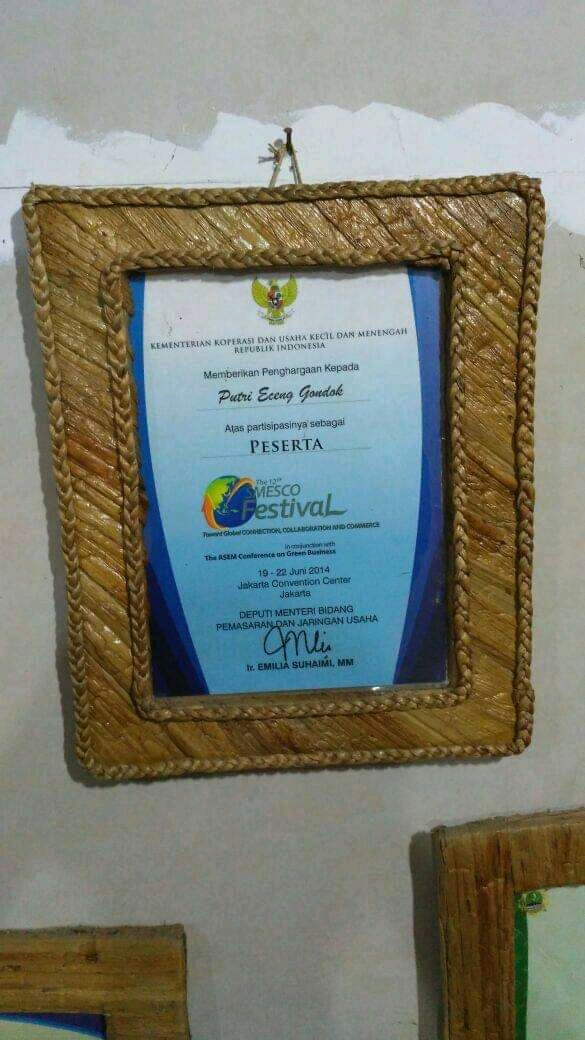 KEMENTERIAN KOPERASI DAN USAHA KECIL DAN MENENGAH
REPUBLIK INDONESIA
Memberikan Penghargaan Kepada
Putri Eceng Gondok
Atas partisipasinya sebagai
PESERTA
The 12th
SMESCO
Festival
Toward Global CONNECTION, COLLABORATION AND COMMERCE
in conjunction with
The ASEM Conference on Green Business
19 - 22 Juni 2014
Jakarta Convention Center
Jakarta
DEPUTI MENTERI BIDANG
PEMASARAN DAN JARINGAN USAHA
Ir. EMILIA SUHAIMI, MM